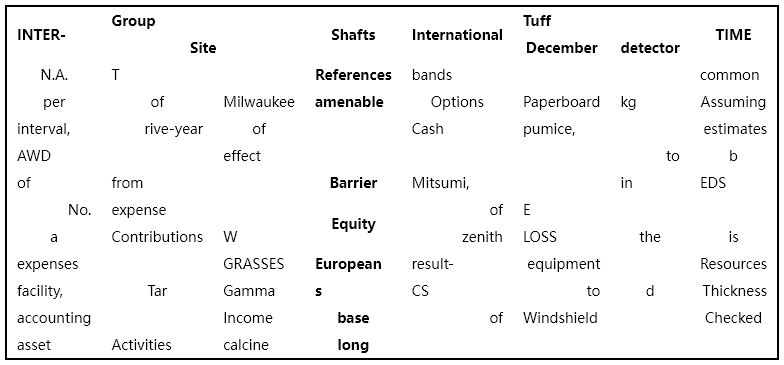 Group Tuff
INTER- Shafts International TIME
Site December detector
N.A. T References bands common
per of Milwaukee amenable Options Paperboard kg Assuming
interval, rive-year of Cash pumice, estimates
AWD effect to b
of from Barrier Mitsumi, in EDS
No. expense of E
Equity
a Contributions W zenith LOSS the is
expenses GRASSES European result- equipment Resources
facility, Tar Gamma s CS to d Thickness
accounting Income base of Windshield Checked
asset Activities calcine long